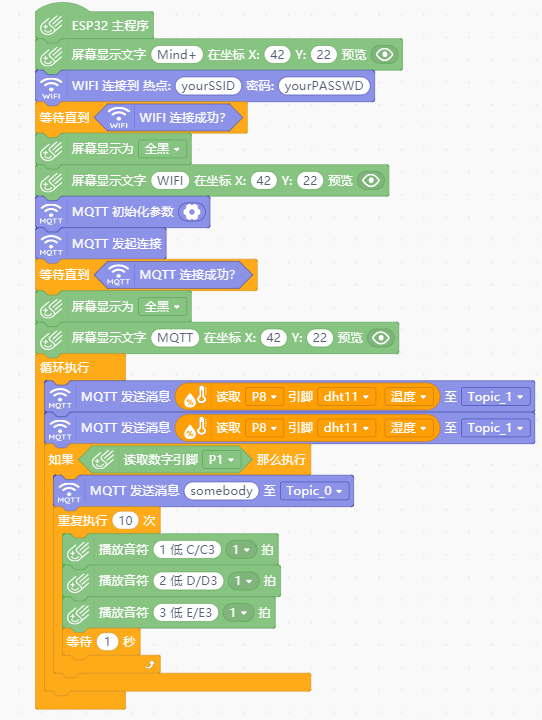 ESP32 主程序
屏幕显示文字 Mind+ 在坐标 X: 42 Y: 22 预览
WIFI WIFI 连接到 热点: yourSSID 密码: yourPASSWD
等待直到 WIFI WIFI 连接成功?
屏幕显示为 全黑
屏幕显示文字 WIFI 在坐标 X: 42 Y: 22 预览
MQTT MQTT 初始化参数
MQTT MQTT 发起连接
等待直到 MQTT MQTT 连接成功?
屏幕显示为 全黑
屏幕显示文字 MQTT 在坐标 X: 42 Y: 22 预览
循环执行
MQTT MQTT 发送消息 % 读取 P8 引脚 dht11 温度 至 Topic_1
MQTT MQTT 发送消息 % 读取 P8 引脚 dht11 湿度 至 Topic_1
如果 读取数字引脚 P1 那么执行
MQTT MQTT 发送消息 somebody 至 Topic_0
重复执行 10 次
播放音符 1 低 C/C3 1 拍
播放音符 2 低 D/D3 1 拍
播放音符 3 低 E/E3 1 拍
等待 1 秒